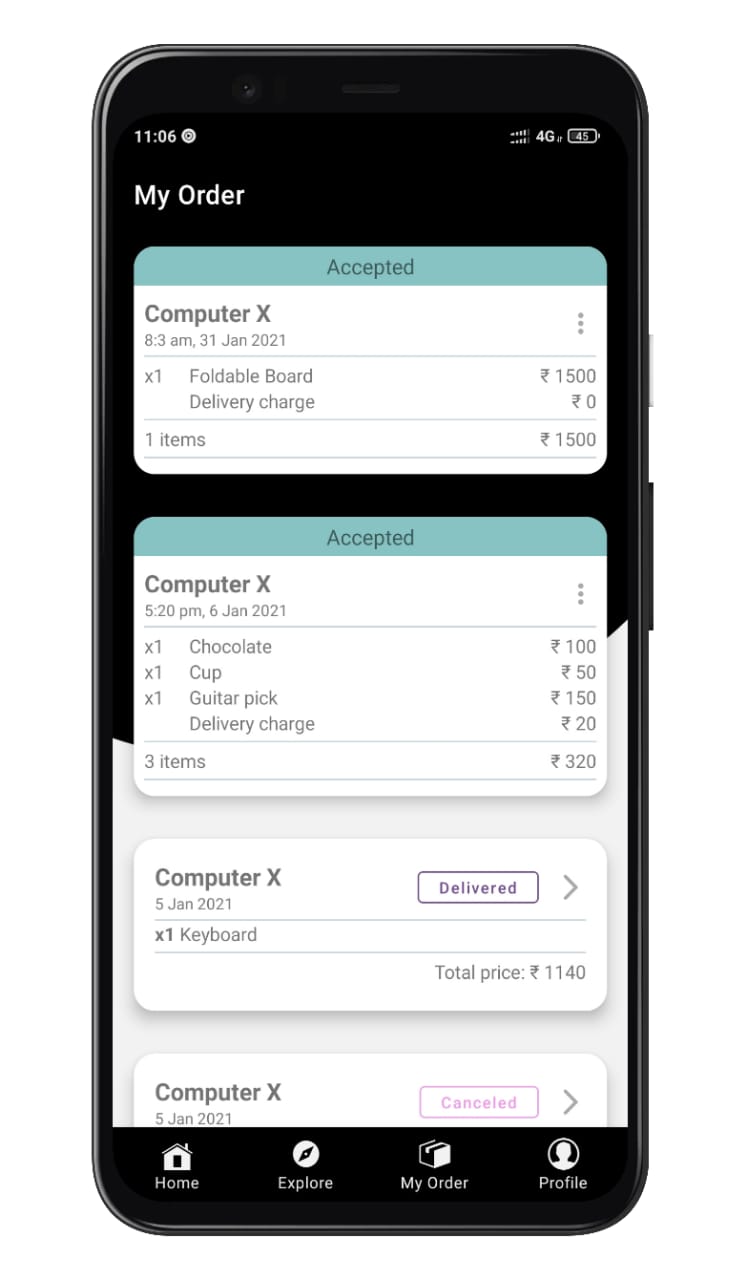 11:06 4G 45
My Order
Accepted
Computer X
8:3 am, 31 Jan 2021
x1 Foldable Board ₹ 1500
Delivery charge ₹ 0
1 items ₹ 1500
Accepted
Computer X
5:20 pm, 6 Jan 2021
x1 Chocolate ₹ 100
x1 Cup ₹ 50
x1 Guitar pick ₹ 150
Delivery charge ₹ 20
3 items ₹ 320
Computer X Delivered
5 Jan 2021
x1 Keyboard
Total price: ₹ 1140
Computer X Canceled
5 Jan 2021
Home Explore My Order Profile